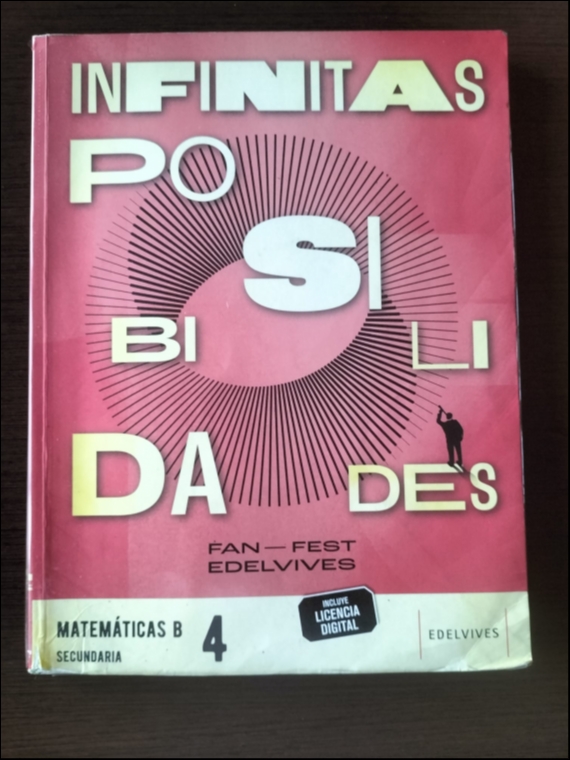 INFINITAS
PO
SI
BI
LI
DA
DES
FAN — FEST
EDELVIVES
MATEMÁTICAS B 4
SECUNDARIA
INCLUYE
LICENCIA
DIGITAL
EDELVIVES